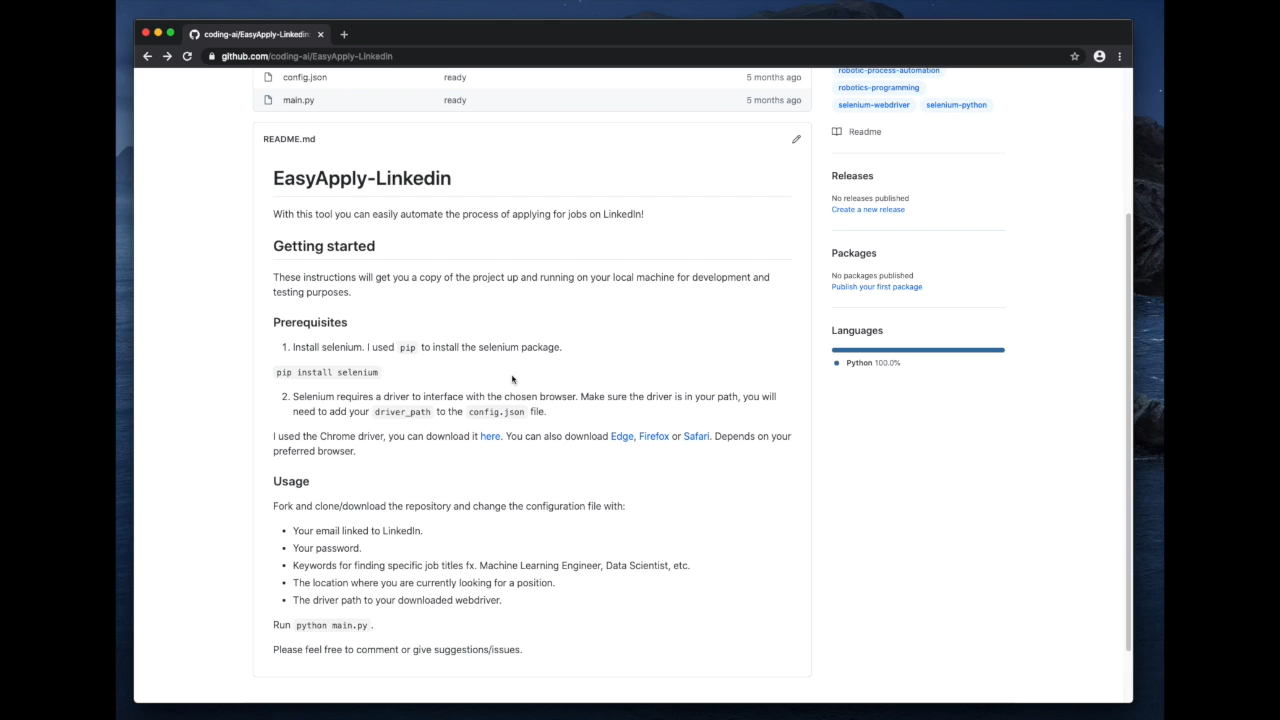 coding-ai/EasyApply-Linkedin
github.com/coding-ai/EasyApply-Linkedin
config.json ready 5 months ago
main.py ready 5 months ago
robotic-process-automation
robotics-programming
selenium-webdriver selenium-python
Readme
README.md
EasyApply-Linkedin
With this tool you can easily automate the process of applying for jobs on LinkedIn!
Getting started
These instructions will get you a copy of the project up and running on your local machine for development and
testing purposes.
Prerequisites
1. Install selenium. I used pip to install the selenium package.
pip install selenium
2. Selenium requires a driver to interface with the chosen browser. Make sure the driver is in your path, you will
need to add your driver_path to the config.json file.
I used the Chrome driver, you can download it here. You can also download Edge, Firefox or Safari. Depends on your
preferred browser.
Usage
Fork and clone/download the repository and change the configuration file with:
• Your email linked to LinkedIn.
• Your password.
• Keywords for finding specific job titles fx. Machine Learning Engineer, Data Scientist, etc.
• The location where you are currently looking for a position.
• The driver path to your downloaded webdriver.
Run python main.py.
Please feel free to comment or give suggestions/issues.
Releases
No releases published
Create a new release
Packages
No packages published
Publish your first package
Languages
Python 100.0%